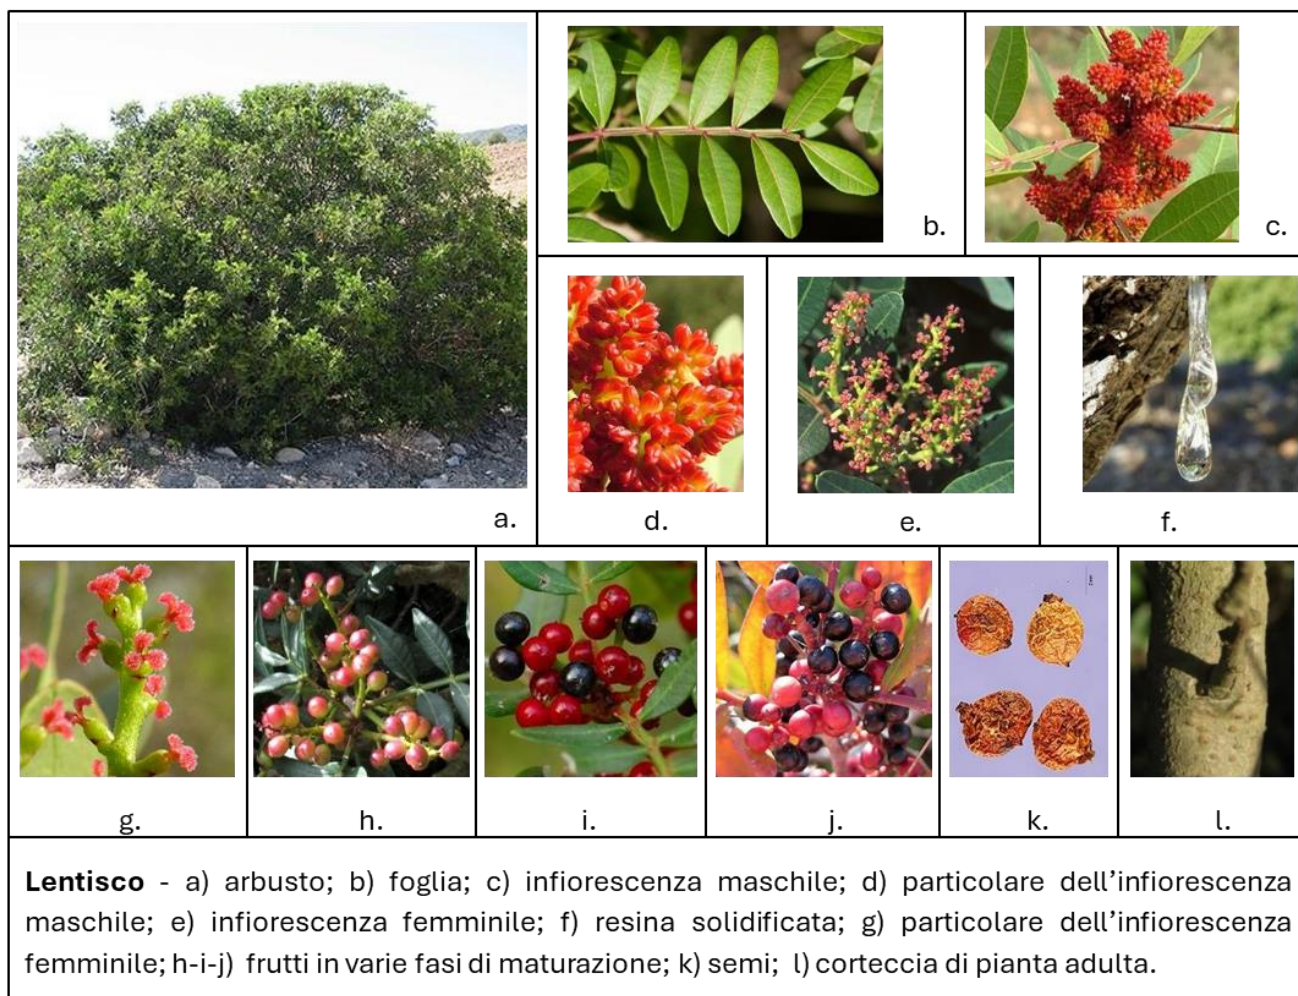 a.
b.
c.
d.
e.
f.
g.
h.
i.
j.
k.
l.
Lentisco - a) arbusto; b) foglia; c) infiorescenza maschile; d) particolare dell’infiorescenza
maschile; e) infiorescenza femminile; f) resina solidificata; g) particolare dell’infiorescenza
femminile; h-i-j) frutti in varie fasi di maturazione; k) semi; l) corteccia di pianta adulta.